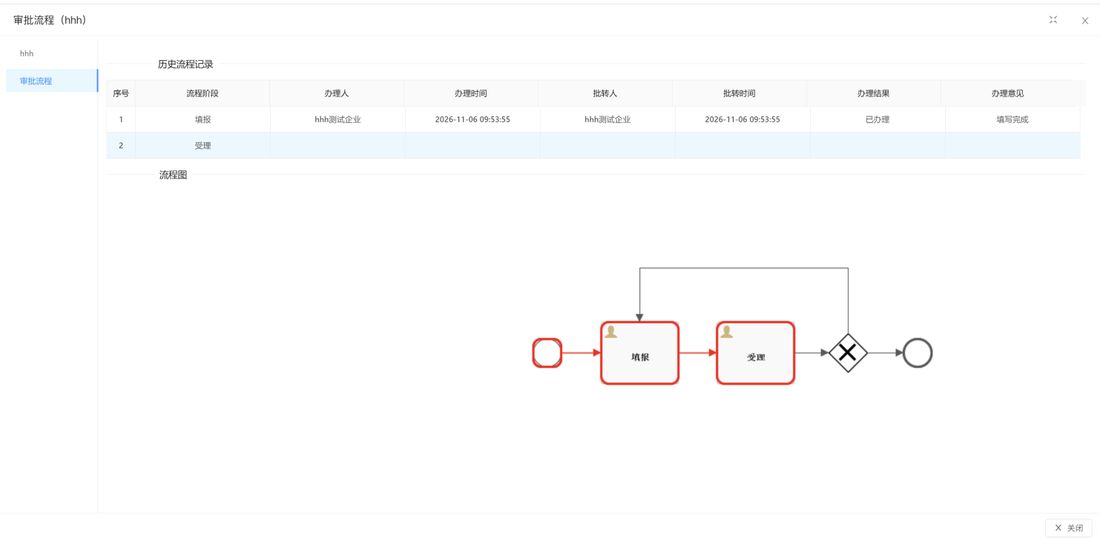 审批流程（hhh）
hhh
审批流程
历史流程记录
序号 流程阶段 办理人 办理时间 批转人 批转时间 办理结果 办理意见
1 填报 hhh测试企业 2026-11-06 09:53:55 hhh测试企业 2026-11-06 09:53:55 已办理 填写完成
2 受理
流程图
填报 受理
X 关闭